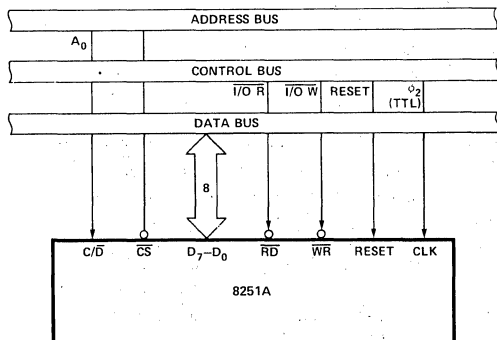 ADDRESS BUS
A₀
CONTROL BUS
I/O R I/O W RESET ϕ₂
(TTL)
DATA BUS
8
C/D CS D₇–D₀ RD WR RESET CLK
8251A